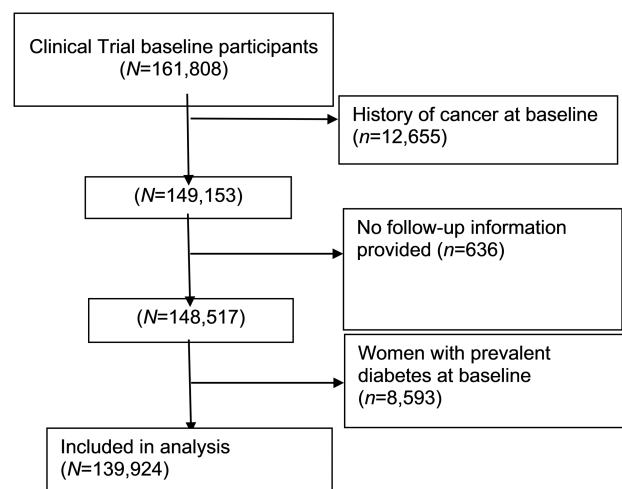 Clinical Trial baseline participants
(N=161,808)
History of cancer at baseline
(n=12,655)
(N=149,153)
No follow-up information
provided (n=636)
(N=148,517)
Women with prevalent
diabetes at baseline
(n=8,593)
Included in analysis
(N=139,924)